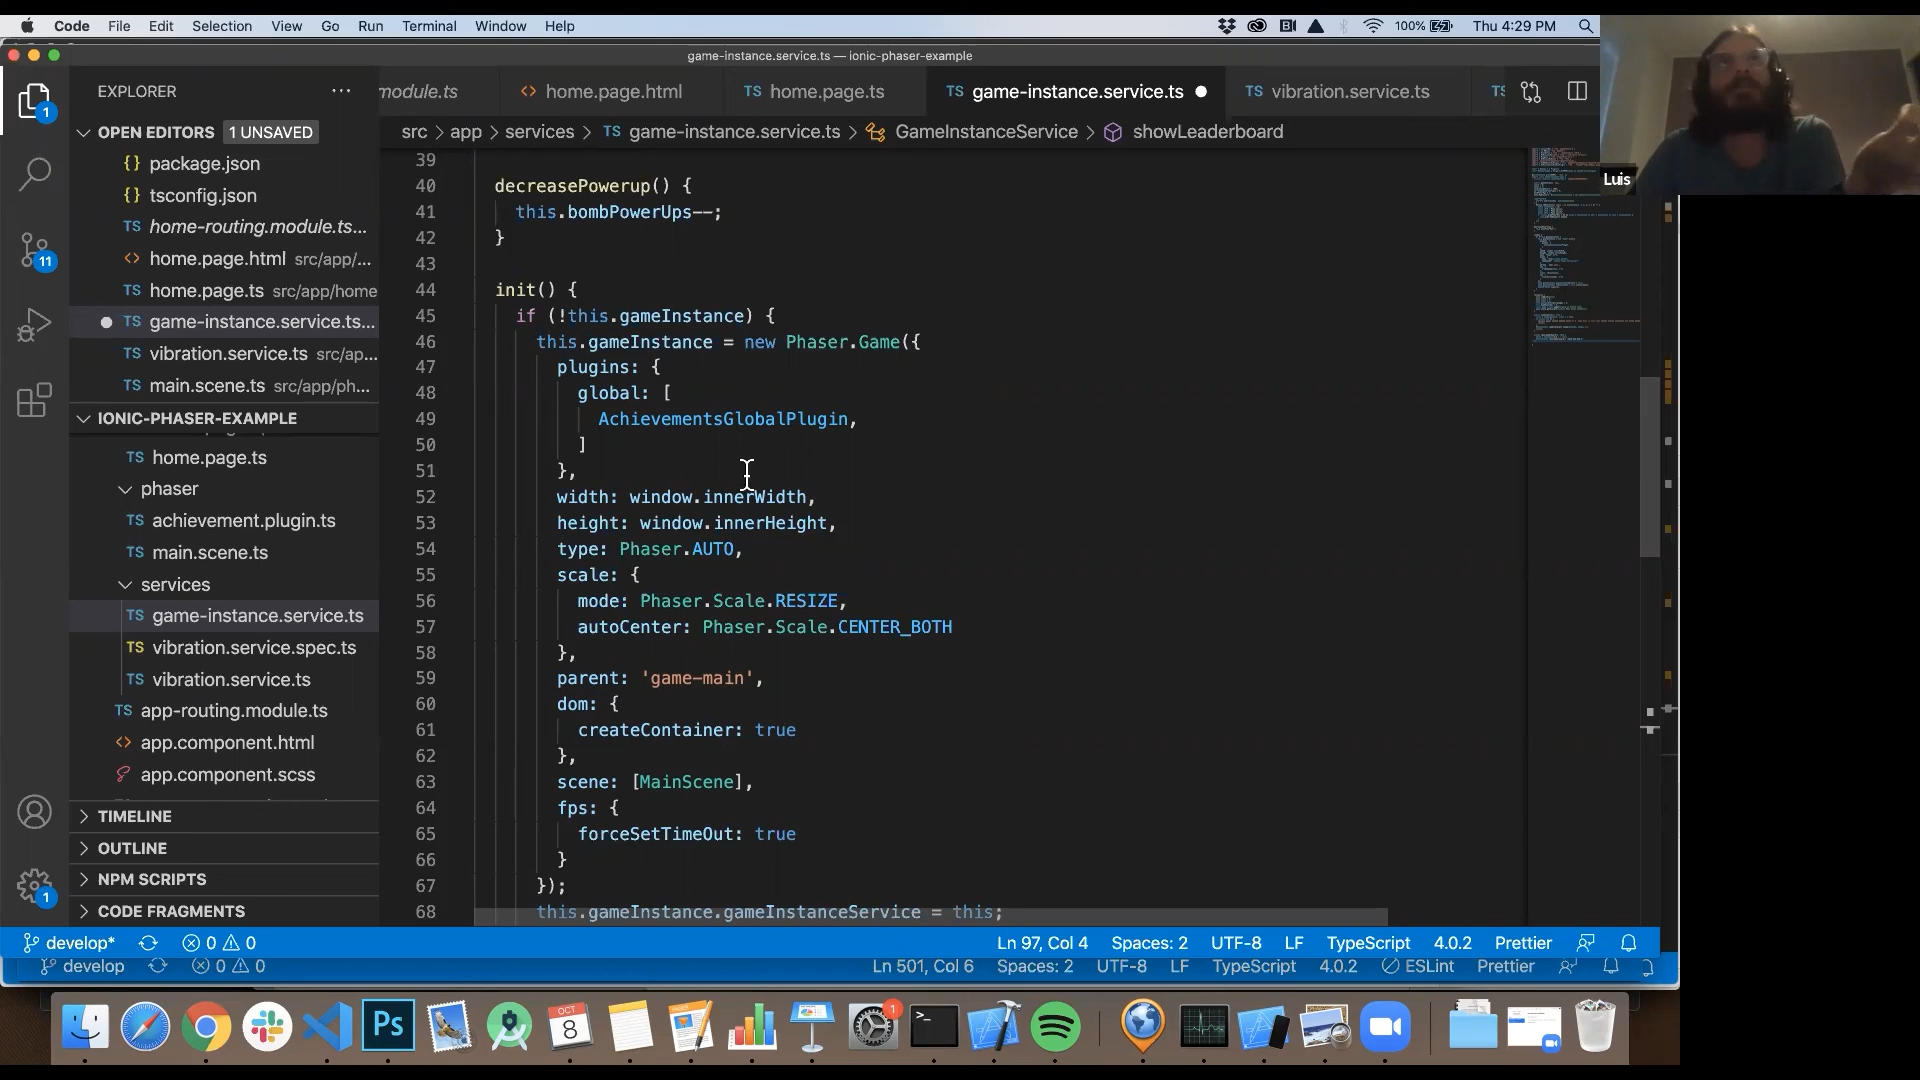 Code File Edit Selection View Go Run Terminal Window Help
100% Thu 4:29 PM
game-instance.service.ts — ionic-phaser-example
EXPLORER
module.ts
home.page.html
TS home.page.ts
TS game-instance.service.ts
TS vibration.service.ts
TS
Luis
OPEN EDITORS 1 UNSAVED
src > app > services > TS game-instance.service.ts > GameInstanceService > showLeaderboard
{} package.json
{} tsconfig.json
TS home-routing.module.ts...
<> home.page.html src/app/...
TS home.page.ts src/app/home
TS game-instance.service.ts...
TS vibration.service.ts src/ap...
TS main.scene.ts src/app/ph...
IONIC-PHASER-EXAMPLE
TS home.page.ts
phaser
TS achievement.plugin.ts
TS main.scene.ts
services
TS game-instance.service.ts
TS vibration.service.spec.ts
TS vibration.service.ts
TS app-routing.module.ts
<> app.component.html
app.component.scss
TIMELINE
OUTLINE
NPM SCRIPTS
CODE FRAGMENTS
1
11
1
39
40 decreasePowerup() {
41 this.bombPowerUps--;
42 }
43
44 init() {
45 if (!this.gameInstance) {
46 this.gameInstance = new Phaser.Game({
47 plugins: {
48 global: [
49 AchievementsGlobalPlugin,
50 ]
51 },
52 width: window.innerWidth,
53 height: window.innerHeight,
54 type: Phaser.AUTO,
55 scale: {
56 mode: Phaser.Scale.RESIZE,
57 autoCenter: Phaser.Scale.CENTER_BOTH
58 },
59 parent: 'game-main',
60 dom: {
61 createContainer: true
62 },
63 scene: [MainScene],
64 fps: {
65 forceSetTimeOut: true
66 }
67 });
68 this.gameInstance.gameInstanceService = this;
develop* 0 0 Ln 97, Col 4 Spaces: 2 UTF-8 LF TypeScript 4.0.2 Prettier
develop 0 0 Ln 501, Col 6 Spaces: 2 UTF-8 LF TypeScript 4.0.2 ESLint Prettier
Ps
OCT
8
1
>_